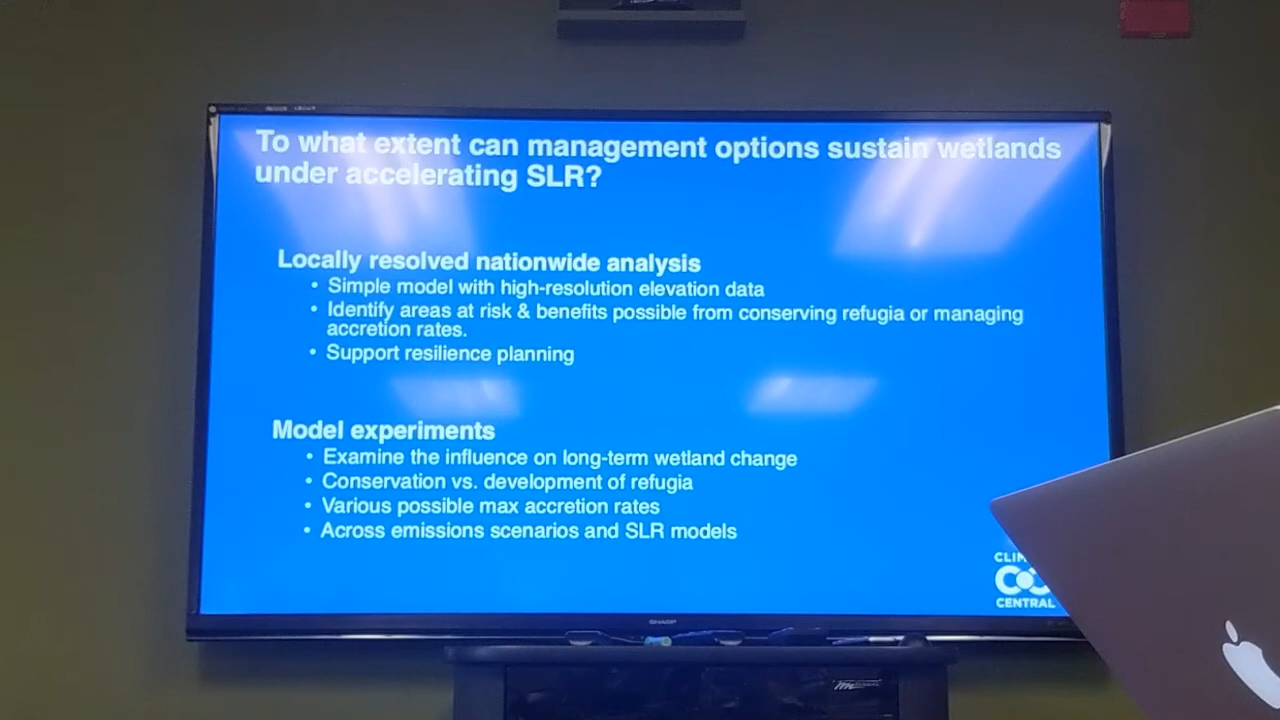 To what extent can management options sustain wetlands
under accelerating SLR?
Locally resolved nationwide analysis
• Simple model with high-resolution elevation data
• Identify areas at risk & benefits possible from conserving refugia or managing
accretion rates.
• Support resilience planning
Model experiments
• Examine the influence on long-term wetland change
• Conservation vs. development of refugia
• Various possible max accretion rates
• Across emissions scenarios and SLR models
CENTRAL
SHARP